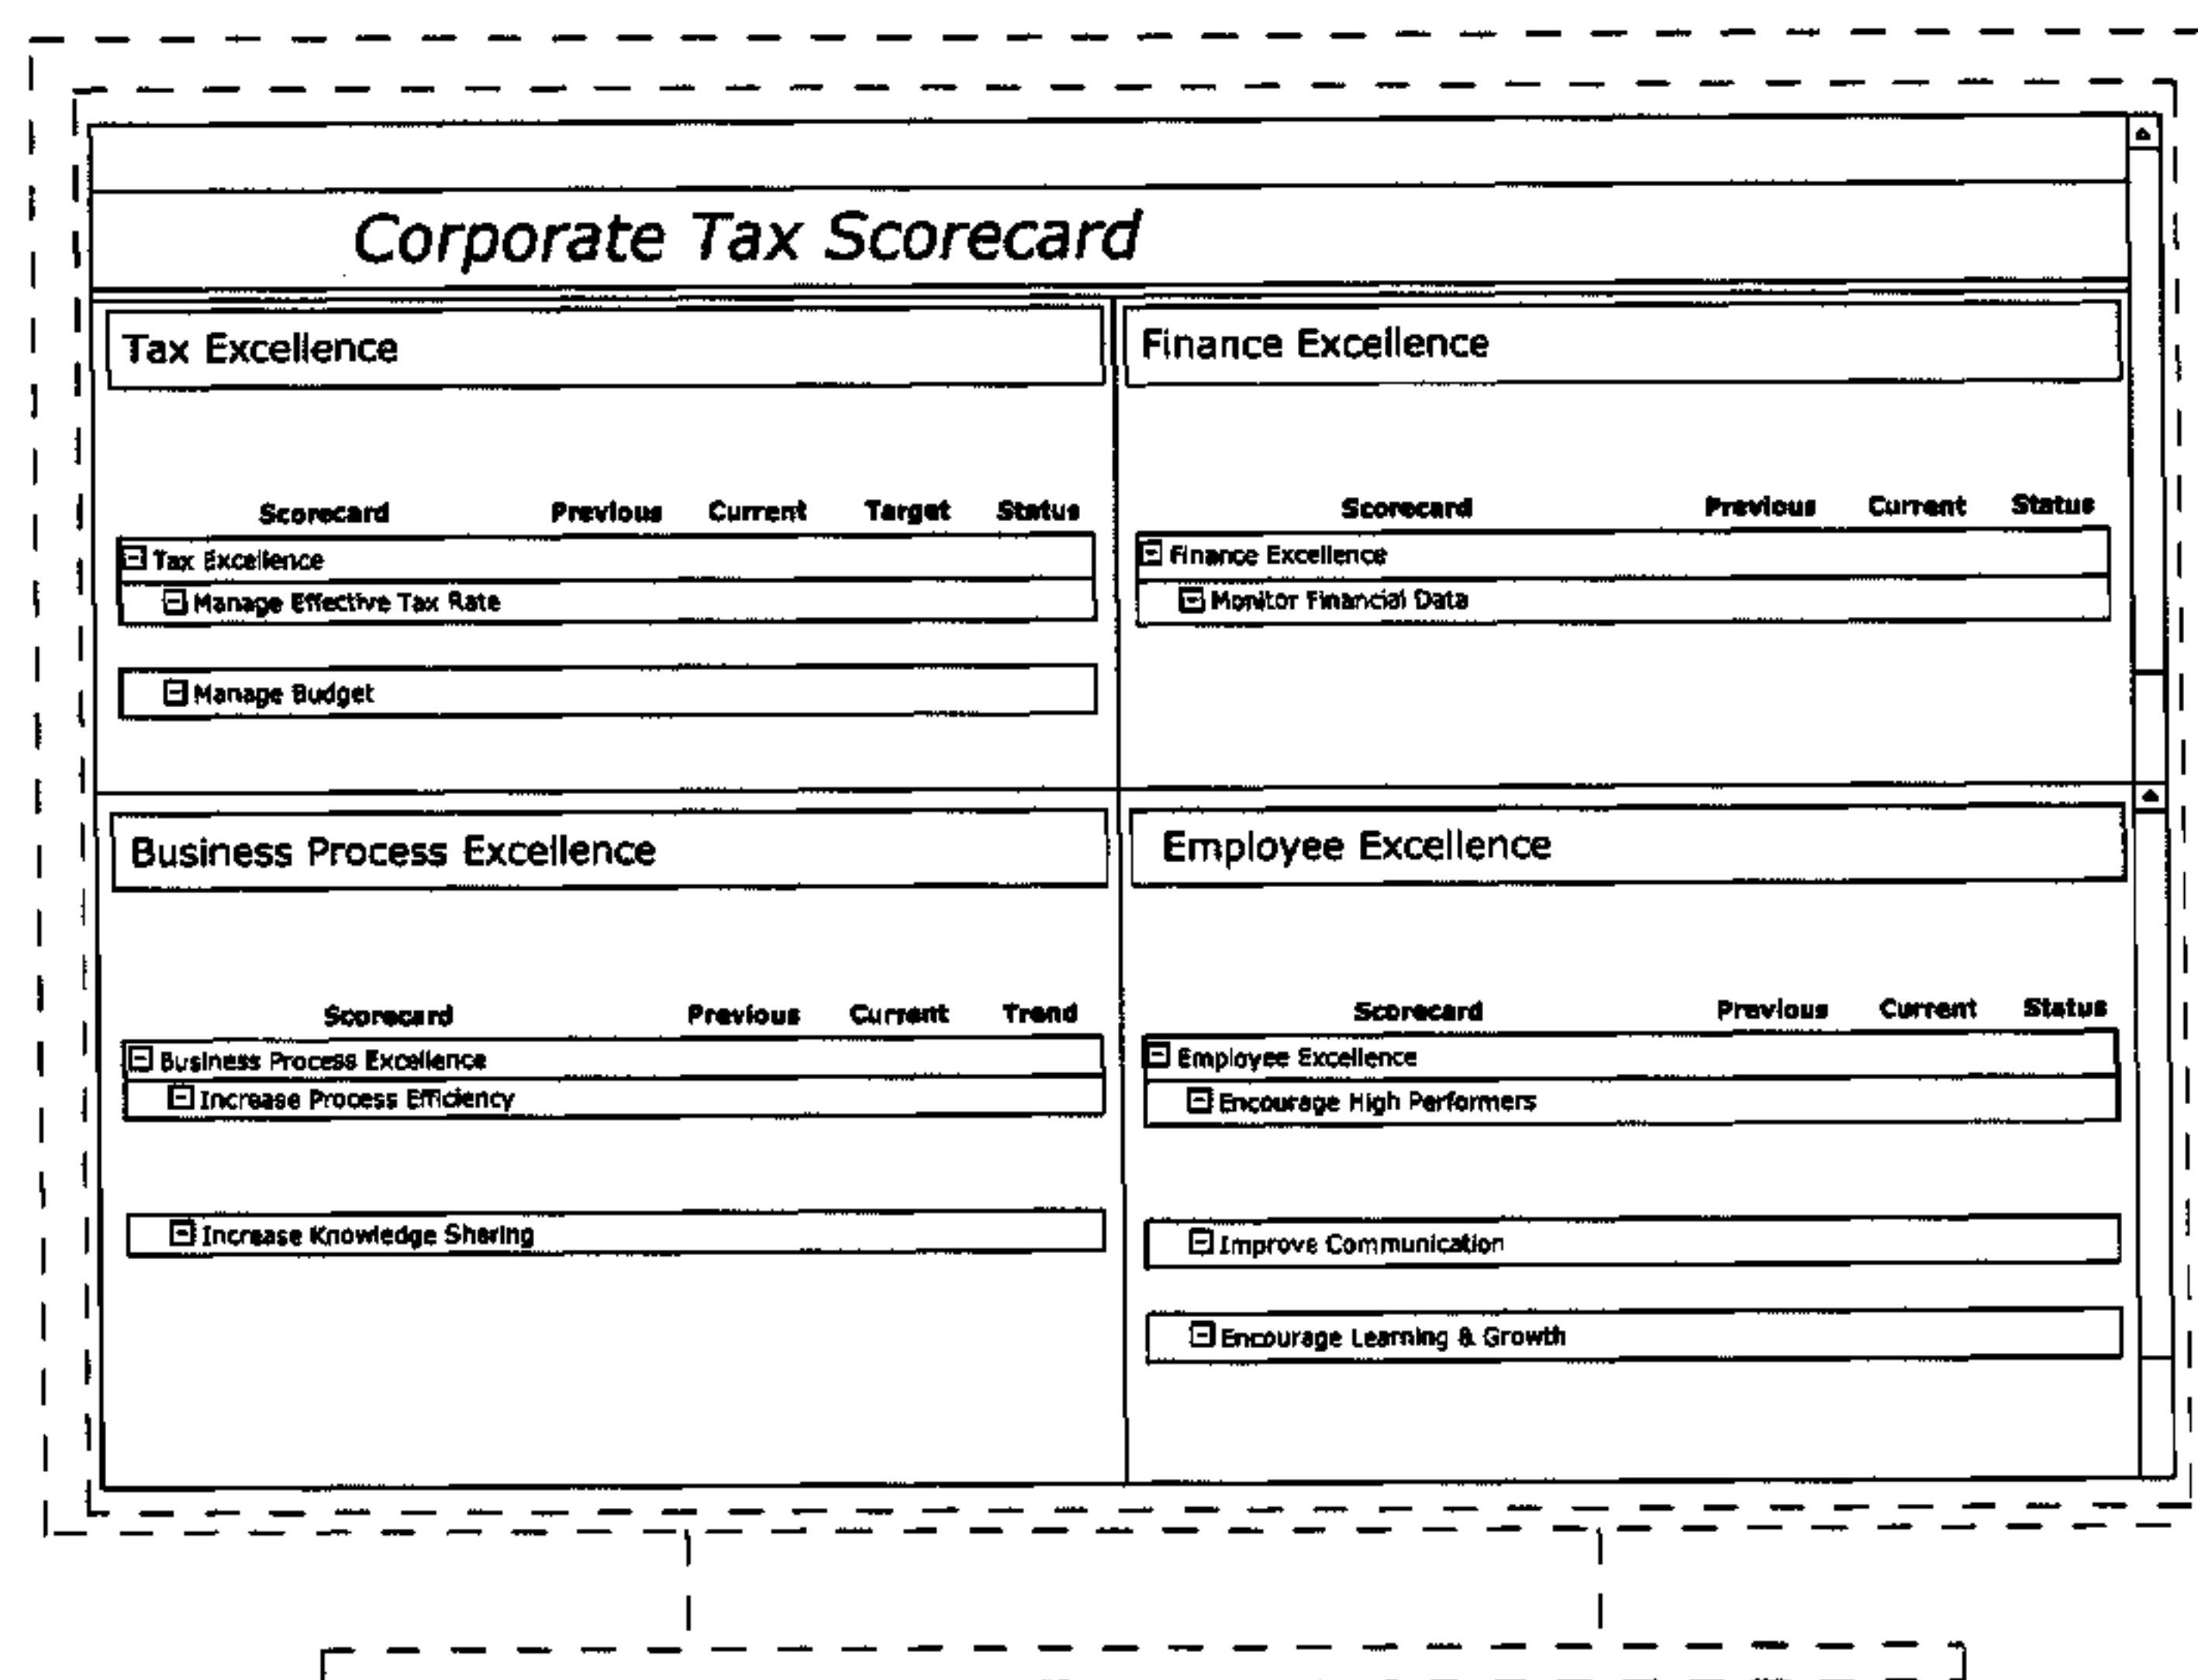 Corporate Tax Scorecard
Tax Excellence
Scorecard Previous Current Target Status
Tax Excellence
Manage Effective Tax Rate
Manage Budget
Finance Excellence
Scorecard Previous Current Status
Finance Excellence
Monitor Financial Data
Business Process Excellence
Scorecard Previous Current Trend
Business Process Excellence
Increase Process Efficiency
Increase Knowledge Sharing
Employee Excellence
Scorecard Previous Current Status
Employee Excellence
Encourage High Performers
Improve Communication
Encourage Learning & Growth